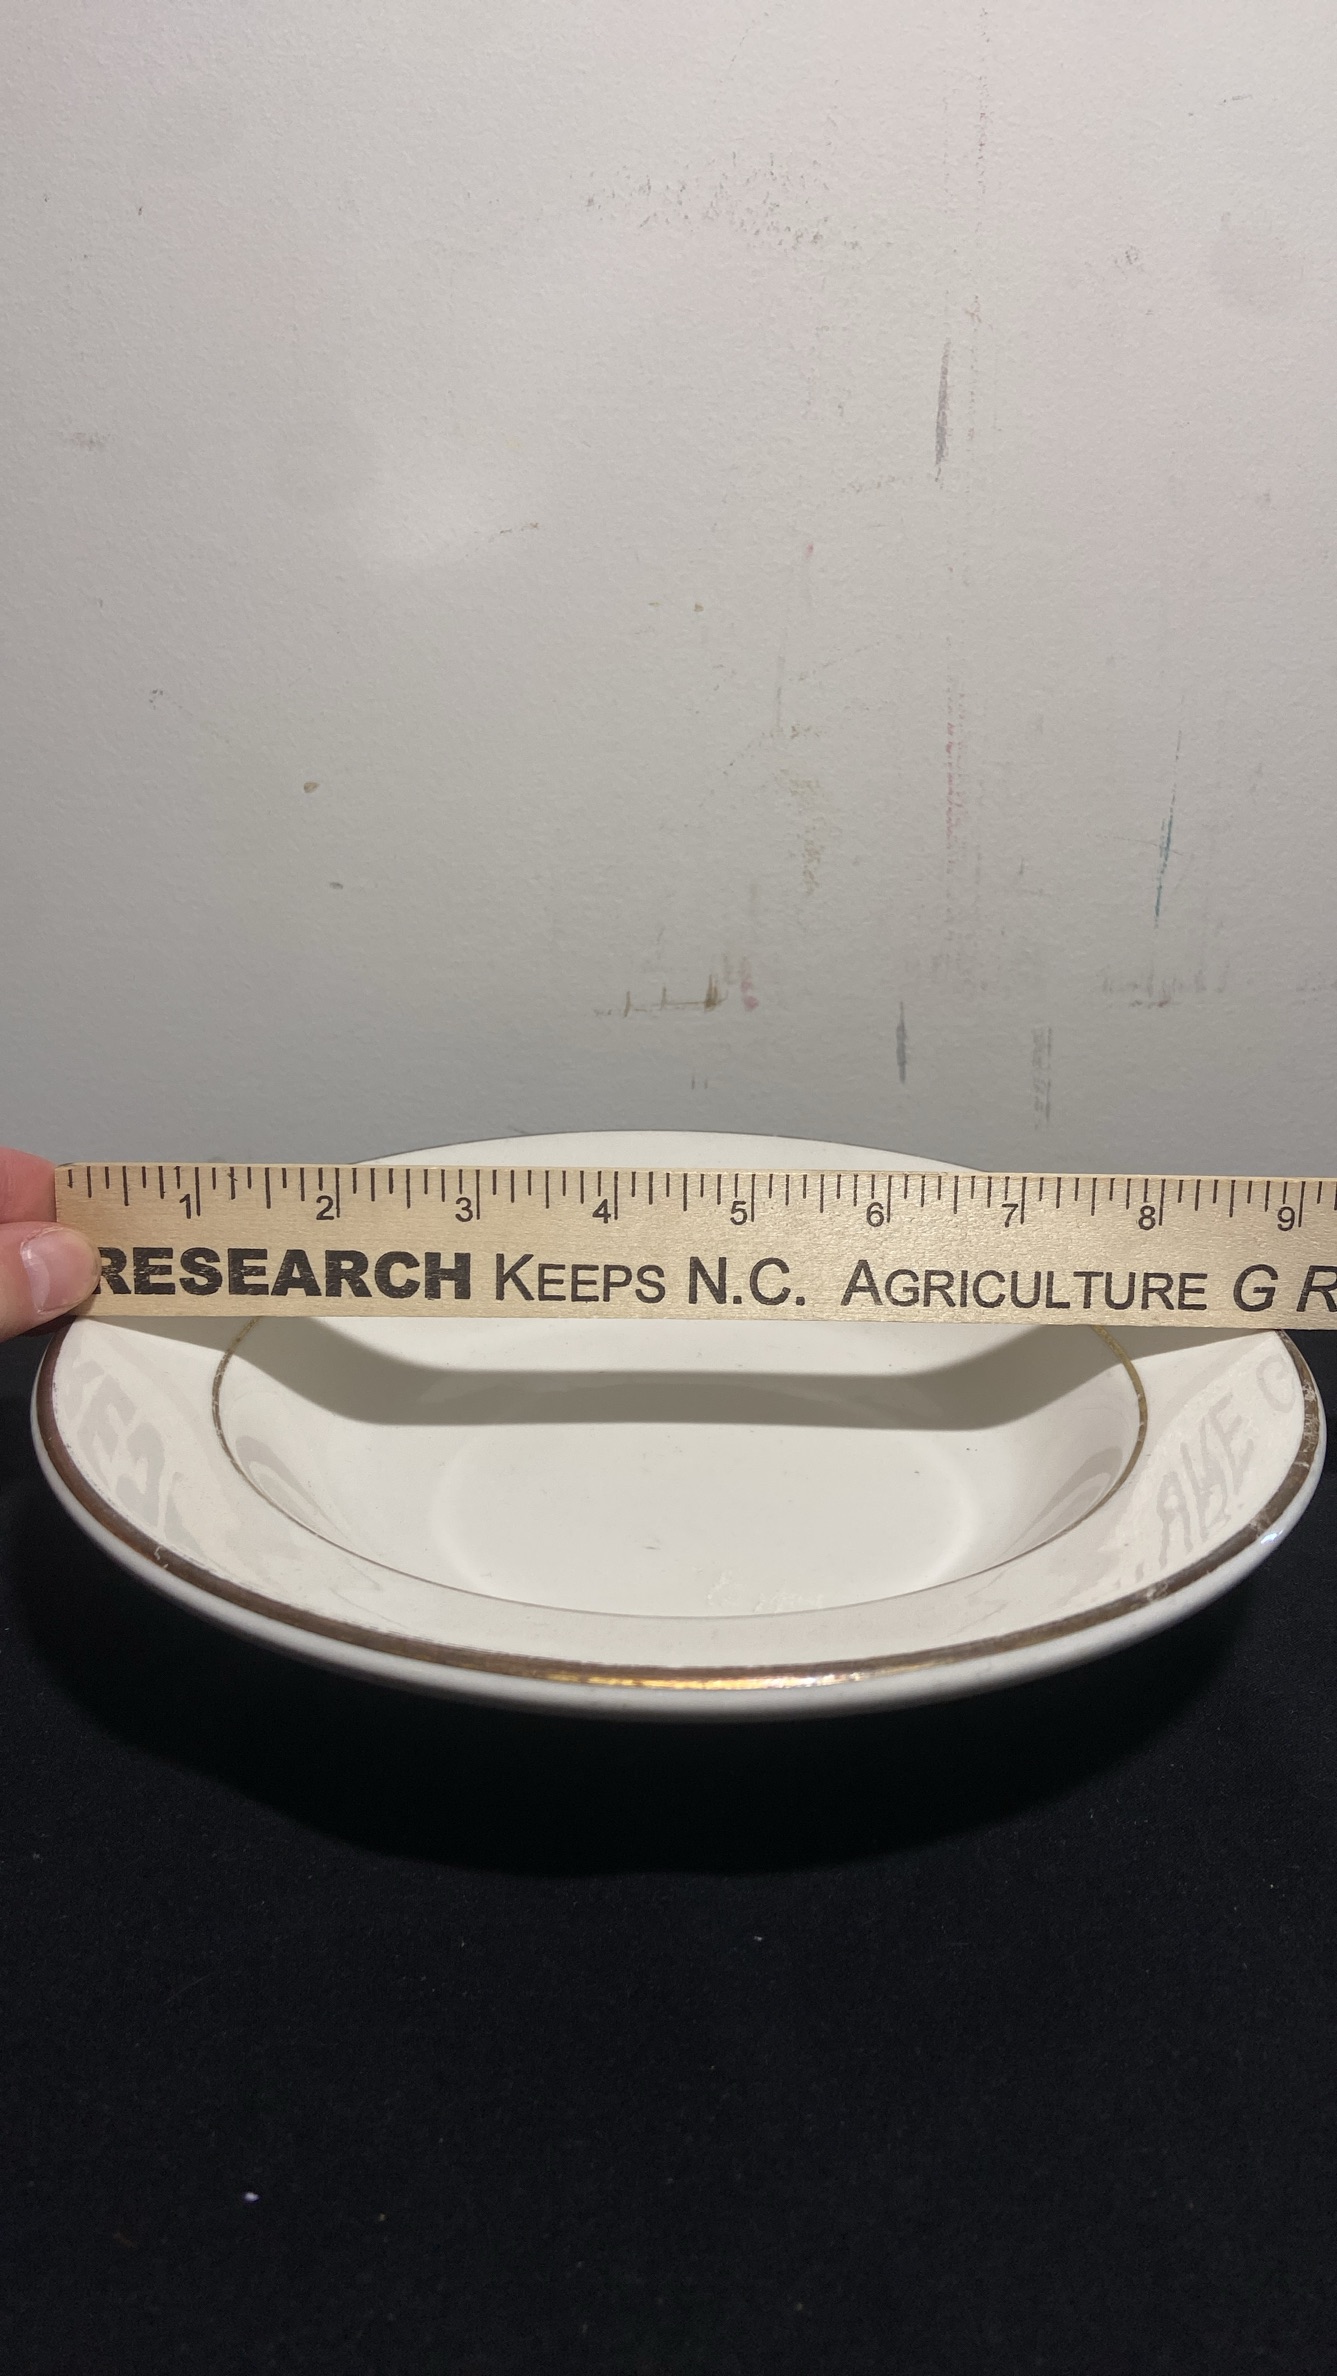 1 2 3 4 5 6 7 8 9
RESEARCH KEEPS N.C. AGRICULTURE G R